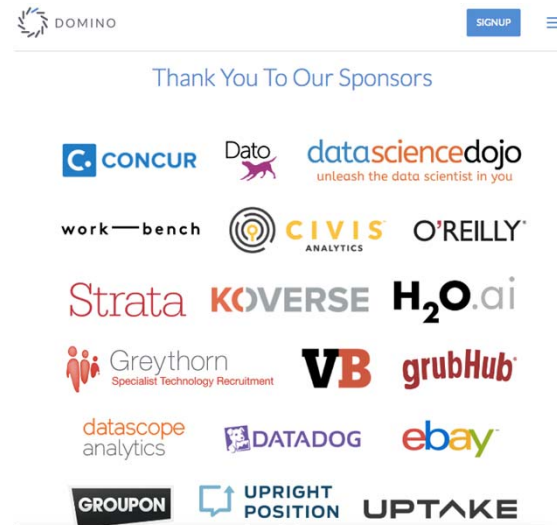 DOMINO
SIGNUP
Thank You To Our Sponsors
C. CONCUR
Dato
datasciencedojo
unleash the data scientist in you
work—bench
CIVIS
ANALYTICS
O'REILLY®
Strata
KOVERSE
H2O.ai
Greythorn
Specialist Technology Recruitment
VB
grubHub
datascope
analytics
DATADOG
ebay
GROUPON
UPRIGHT
POSITION
UPTAKE